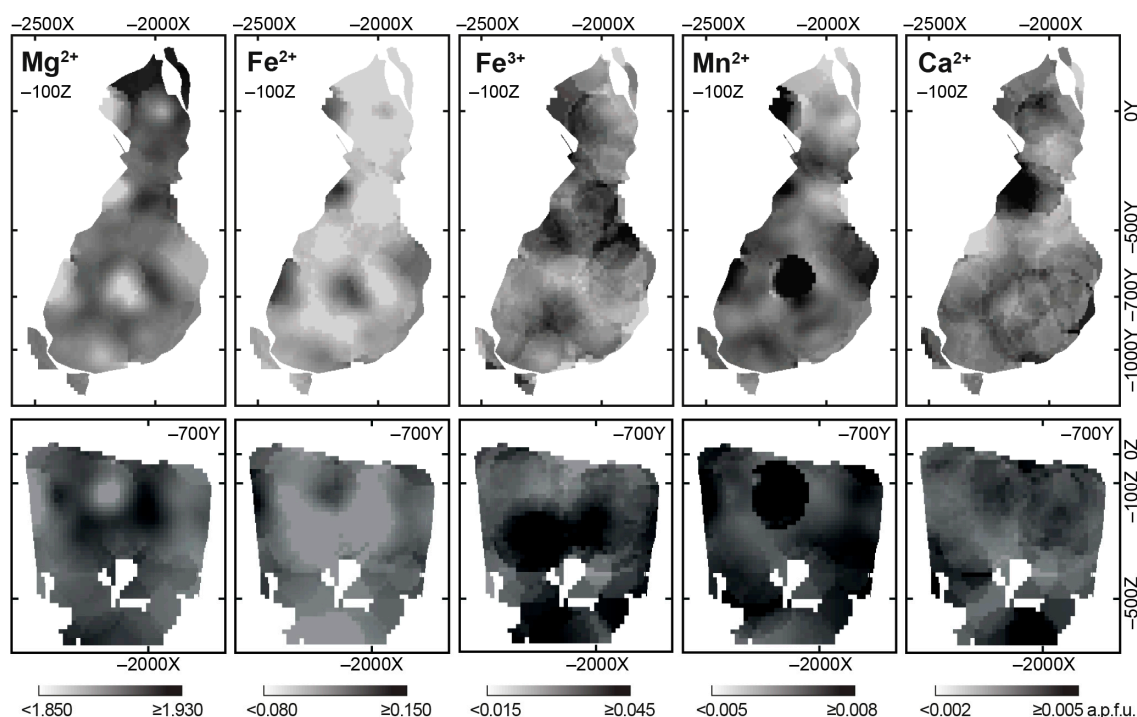 −2500X −2000X −2000X −2500X −2000X −2500X −2000X −2000X
Mg²⁺ Fe²⁺ Fe³⁺ Mn²⁺ Ca²⁺
−100Z −100Z −100Z −100Z −100Z
0Y
−500Y
−700Y
−1000Y
−700Y −700Y −700Y −700Y −700Y
0Z
−100Z
−500Z
−2000X −2000X −2000X −2000X −2000X
<1.850 ≥1.930 <0.080 ≥0.150 <0.015 ≥0.045 <0.005 ≥0.008 <0.002 ≥0.005 a.p.f.u.